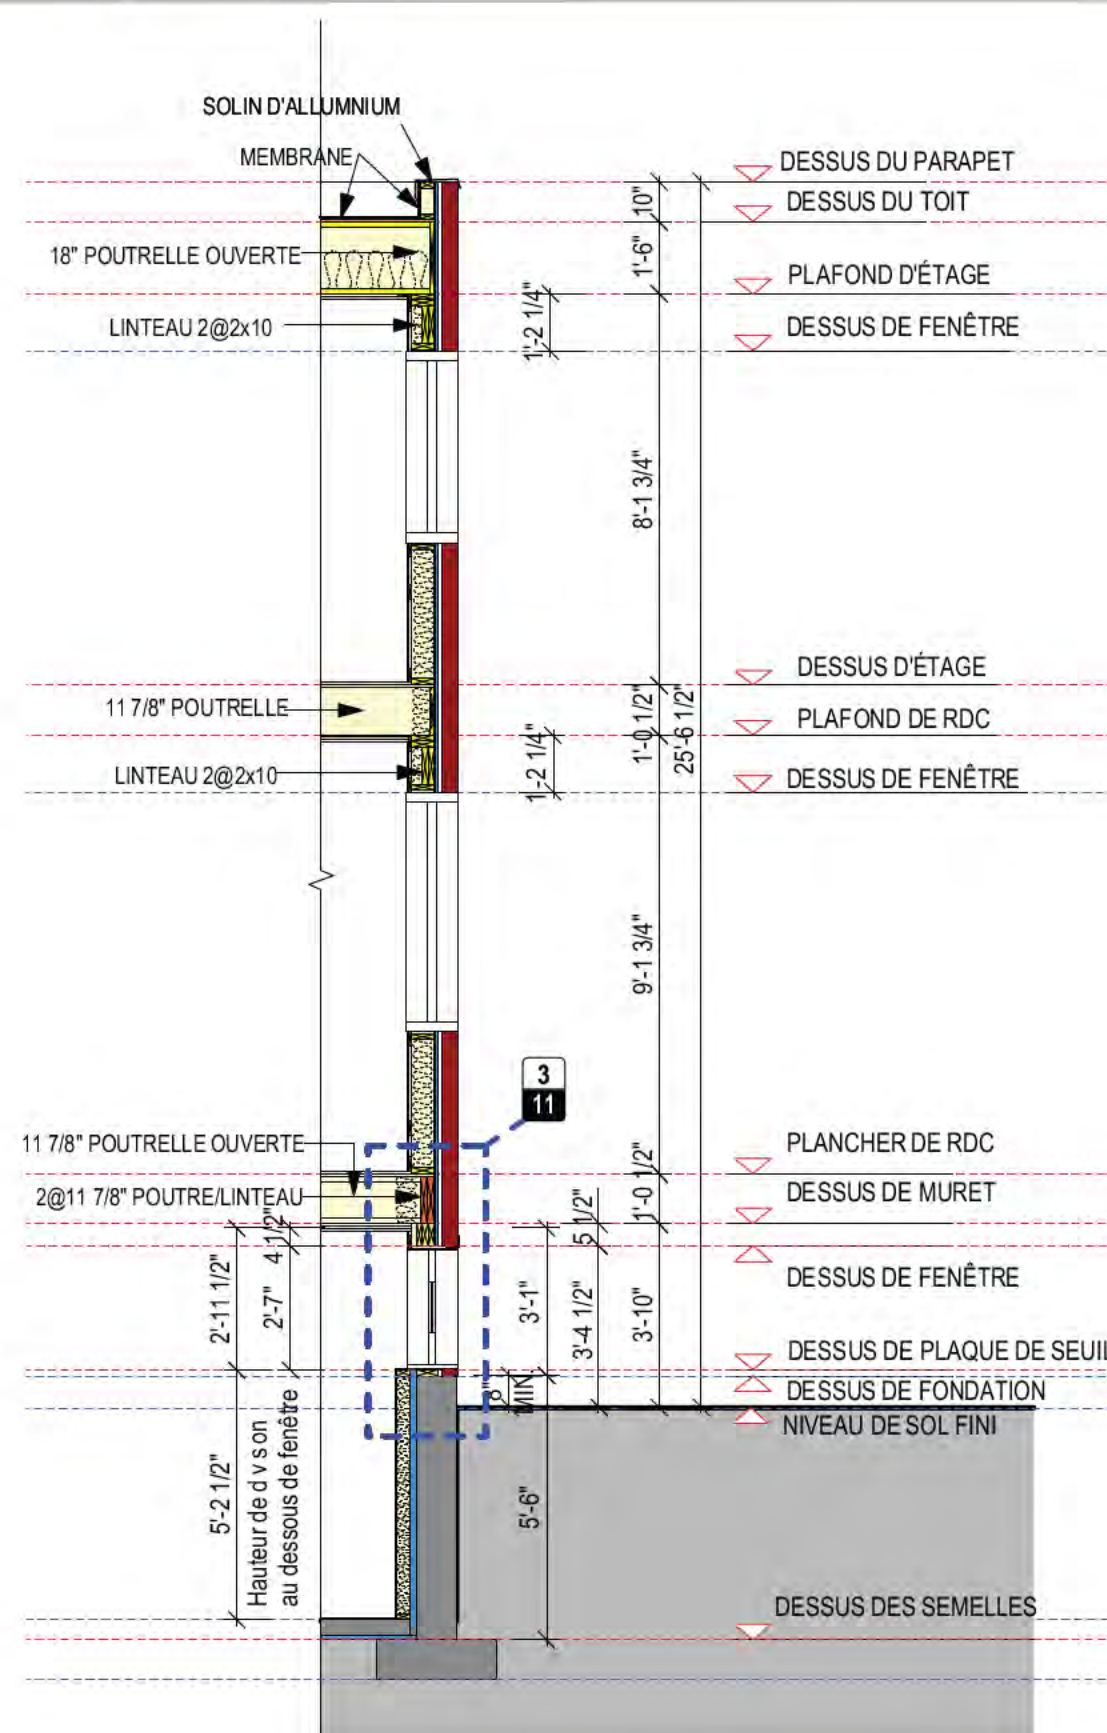 SOLIN D'ALLUMNIUM
MEMBRANE
DESSUS DU PARAPET
10"
DESSUS DU TOIT
18" POUTRELLE OUVERTE
1'-6"
PLAFOND D'ÉTAGE
LINTEAU 2@2x10
1'-2 1/4"
DESSUS DE FENÊTRE
8'-1 3/4"
DESSUS D'ÉTAGE
11 7/8" POUTRELLE
1'-0 1/2"
25'-6 1/2"
PLAFOND DE RDC
LINTEAU 2@2x10
1'-2 1/4"
DESSUS DE FENÊTRE
9'-1 3/4"
3
11
11 7/8" POUTRELLE OUVERTE
PLANCHER DE RDC
2@11 7/8" POUTRE/LINTEAU
1'-0 1/2"
DESSUS DE MURET
4 1/2"
5 1/2"
DESSUS DE FENÊTRE
2'-11 1/2"
2'-7"
3'-1"
3'-4 1/2"
3'-10"
DESSUS DE PLAQUE DE SEUIL
MIN
DESSUS DE FONDATION
NIVEAU DE SOL FINI
5'-2 1/2"
Hauteur de d v s on
au dessous de fenêtre
5'-6"
DESSUS DES SEMELLES